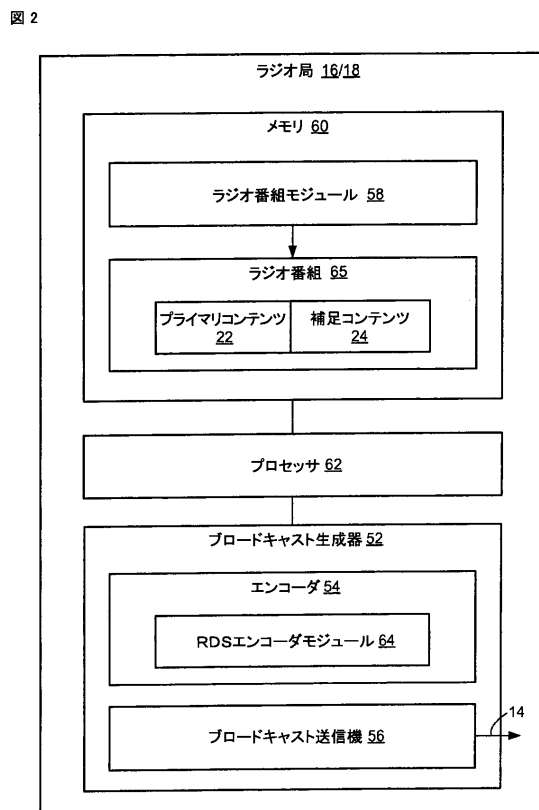 図 2
ラジオ局 16/18
メモリ 60
ラジオ番組モジュール 58
ラジオ番組 65
プライマリコンテンツ
22
補足コンテンツ
24
プロセッサ 62
ブロードキャスト生成器 52
エンコーダ 54
RDSエンコーダモジュール 64
14
ブロードキャスト送信機 56